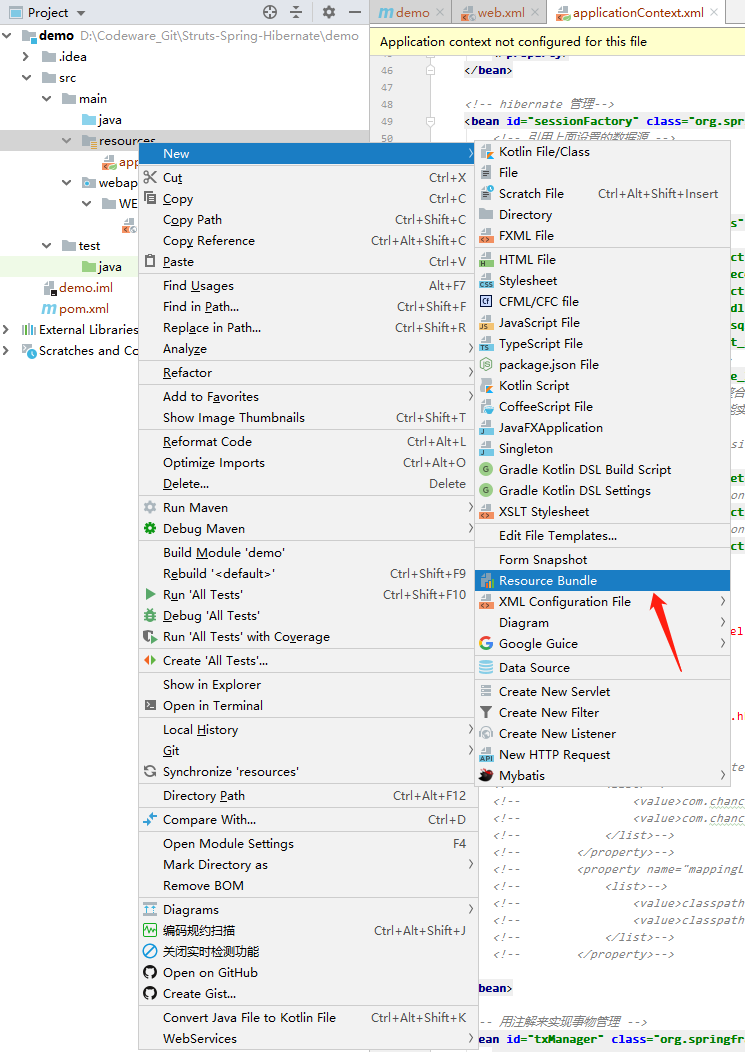 Project
demo
web.xml
applicationContext.xml
demo D:\Codeware_Git\Struts-Spring-Hibernate\demo
Application context not configured for this file
.idea
src
main
java
resources
webap
WE
test
java
demo.iml
pom.xml
External Libraries
Scratches and Co
46 </bean>
47
48 <!-- hibernate 管理-->
49 <bean id="sessionFactory" class="org.spr
50 <!-- 引用上面设置的数据源 -->
New
Cut Ctrl+X
Copy Ctrl+C
Copy Path Ctrl+Shift+C
Copy Reference Ctrl+Alt+Shift+C
Paste Ctrl+V
Find Usages Alt+F7
Find in Path... Ctrl+Shift+F
Replace in Path... Ctrl+Shift+R
Analyze
Refactor
Add to Favorites
Show Image Thumbnails Ctrl+Shift+T
Reformat Code Ctrl+Alt+L
Optimize Imports Ctrl+Alt+O
Delete... Delete
Run Maven
Debug Maven
Build Module 'demo'
Rebuild '<default>' Ctrl+Shift+F9
Run 'All Tests' Ctrl+Shift+F10
Debug 'All Tests'
Run 'All Tests' with Coverage
Create 'All Tests'...
Show in Explorer
Open in Terminal
Local History
Git
Synchronize 'resources'
Directory Path Ctrl+Alt+F12
Compare With... Ctrl+D
Open Module Settings F4
Mark Directory as
Remove BOM
Diagrams
编码规约扫描 Ctrl+Alt+Shift+J
关闭实时检测功能
Open on GitHub
Create Gist...
Convert Java File to Kotlin File Ctrl+Alt+Shift+K
WebServices
Kotlin File/Class
File
Scratch File Ctrl+Alt+Shift+Insert
Directory
FXML File
HTML File
Stylesheet
CFML/CFC file
JavaScript File
TypeScript File
package.json File
Kotlin Script
CoffeeScript File
JavaFXApplication
Singleton
Gradle Kotlin DSL Build Script
Gradle Kotlin DSL Settings
XSLT Stylesheet
Edit File Templates...
Form Snapshot
Resource Bundle
XML Configuration File
Diagram
Google Guice
Data Source
Create New Servlet
Create New Filter
Create New Listener
New HTTP Request
Mybatis
<!-- <value>com.chanc
<!-- <value>com.chanc
<!-- </list>-->
<!-- </property>-->
<!-- <property name="mappingL
<!-- <list>-->
<!-- <value>classpath
<!-- <value>classpath
<!-- </list>-->
<!-- </property>-->
bean>
-- 用注解来实现事物管理 -->
ean id="txManager" class="org.springfr